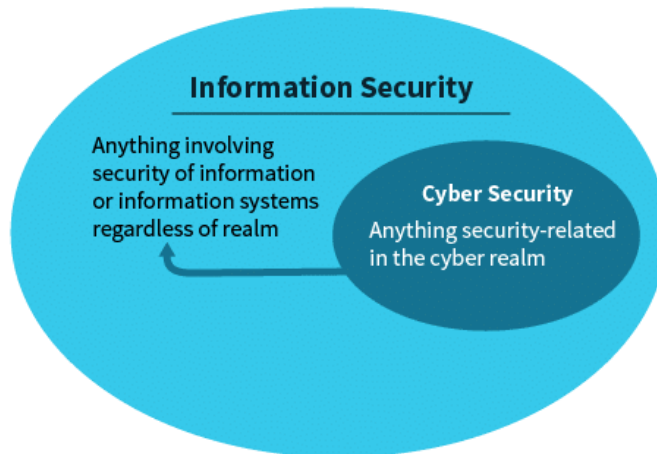 Information Security
Anything involving
security of information
or information systems
regardless of realm
Cyber Security
Anything security-related
in the cyber realm